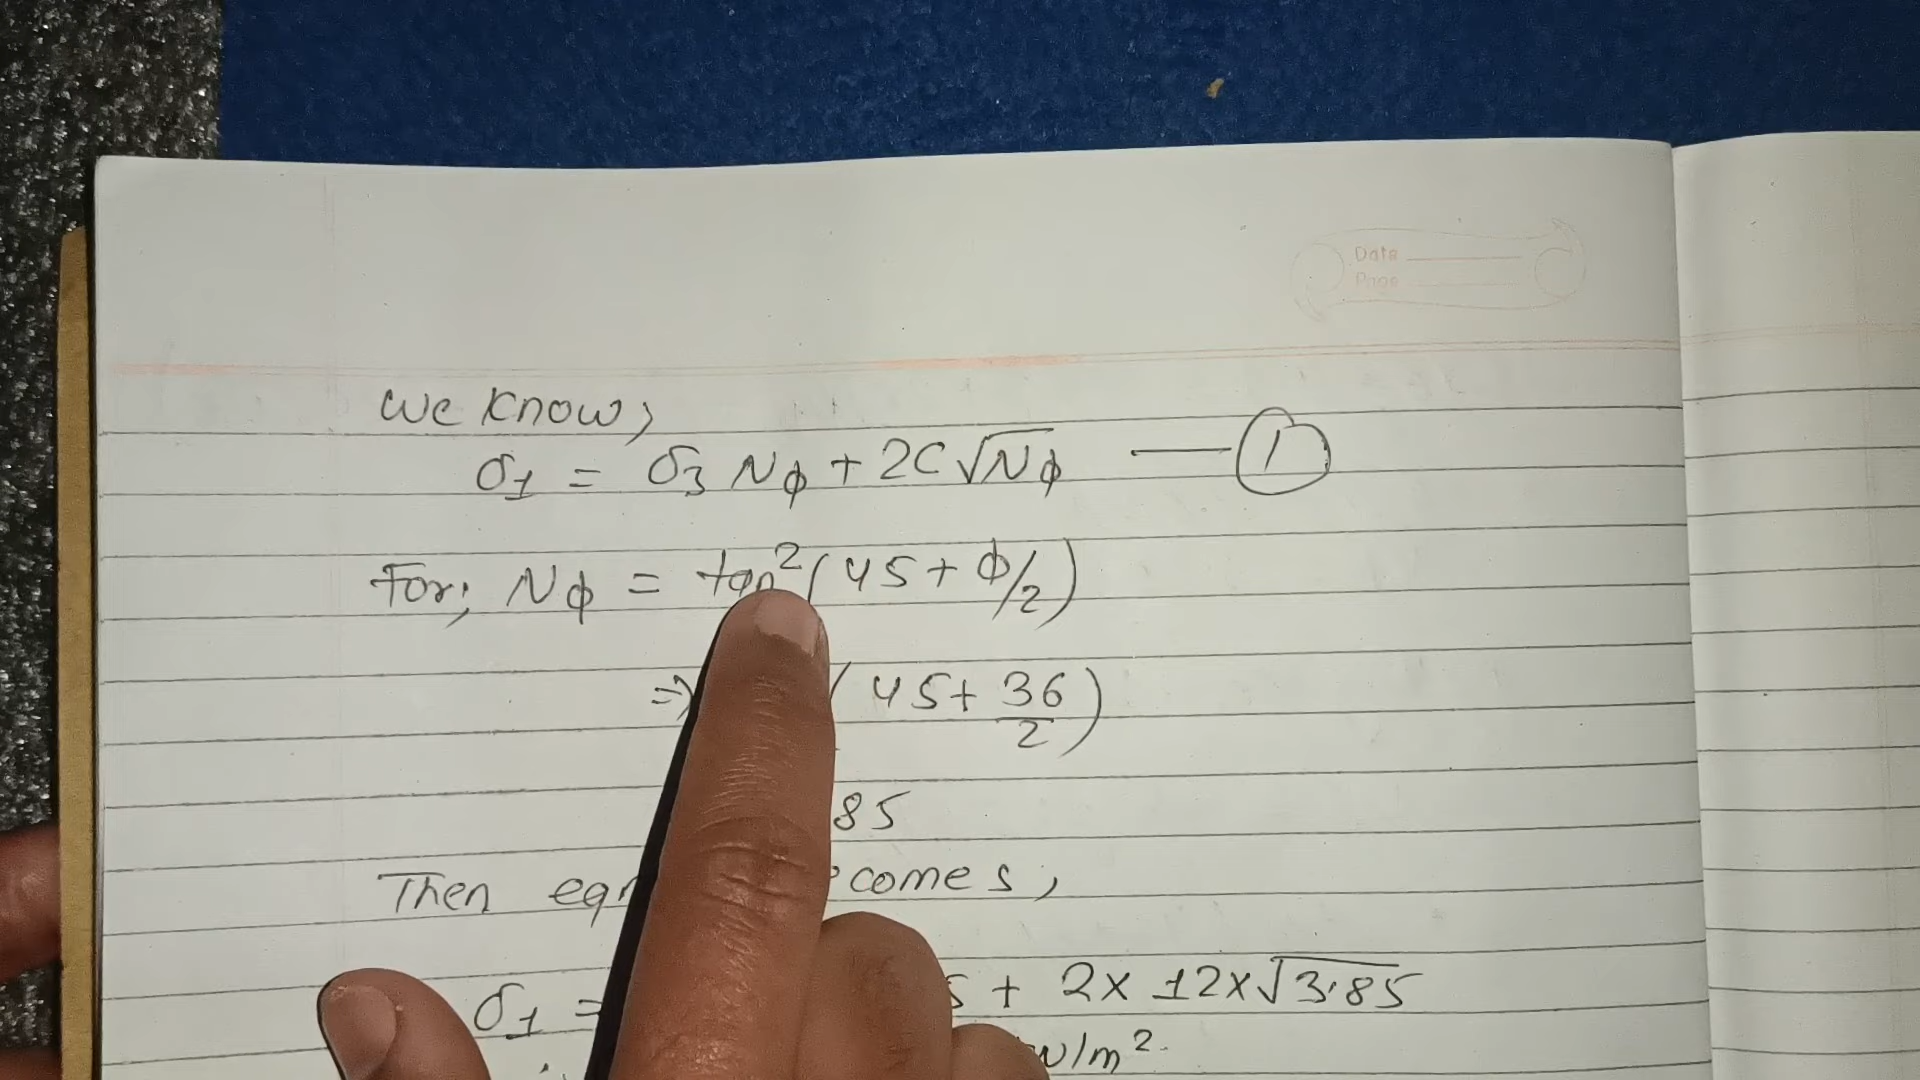 Date
Page
We know,
σ1 = σ3 Nφ + 2C √Nφ — 1
For; Nφ = tan²(45 + φ/2)
⇒ (45 + 36/2)
85
Then comes,
σ1 = + 2 x 12 x √3.85
/m².